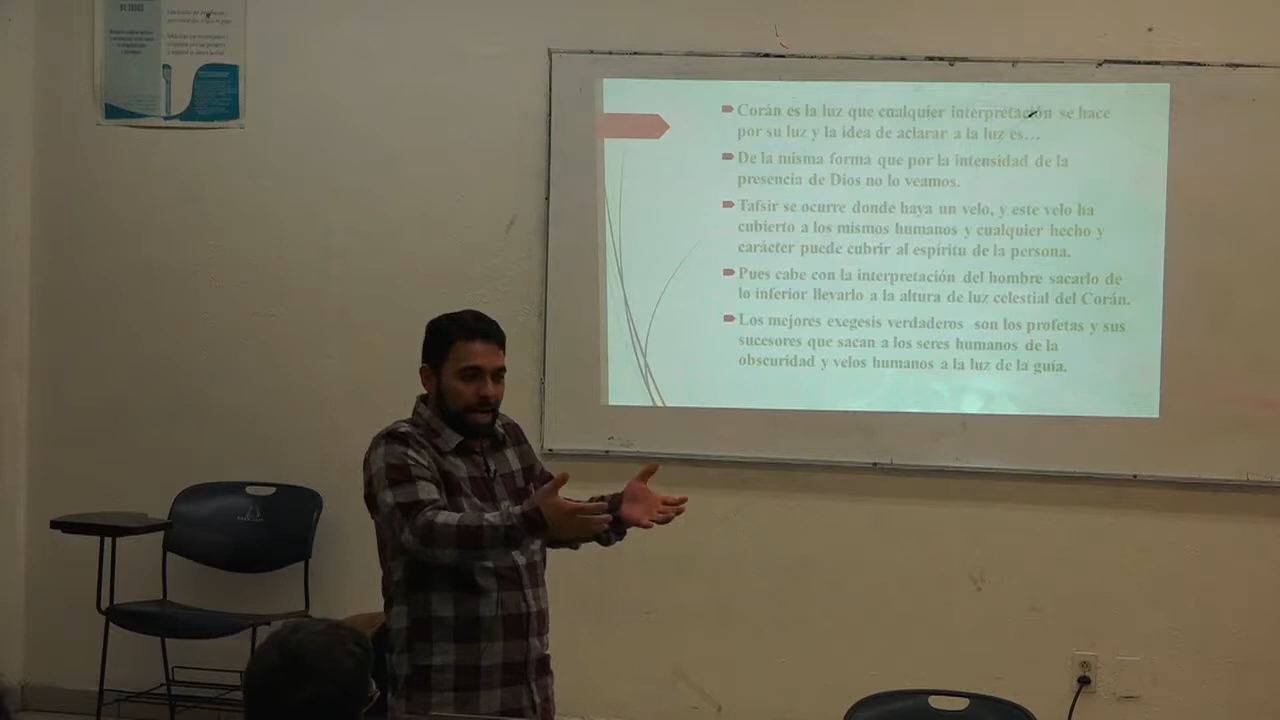 DE TODOS
Corán es la luz que cualquier interpretación se hace
por su luz y la idea de aclarar a la luz es…
De la misma forma que por la intensidad de la
presencia de Dios no lo veamos.
Tafsir se ocurre donde haya un velo, y este velo ha
cubierto a los mismos humanos y cualquier hecho y
carácter puede cubrir al espíritu de la persona.
Pues cabe con la interpretación del hombre sacarlo de
lo inferior llevarlo a la altura de luz celestial del Corán.
Los mejores exegesis verdaderos son los profetas y sus
sucesores que sacan a los seres humanos de la
obscuridad y velos humanos a la luz de la guía.